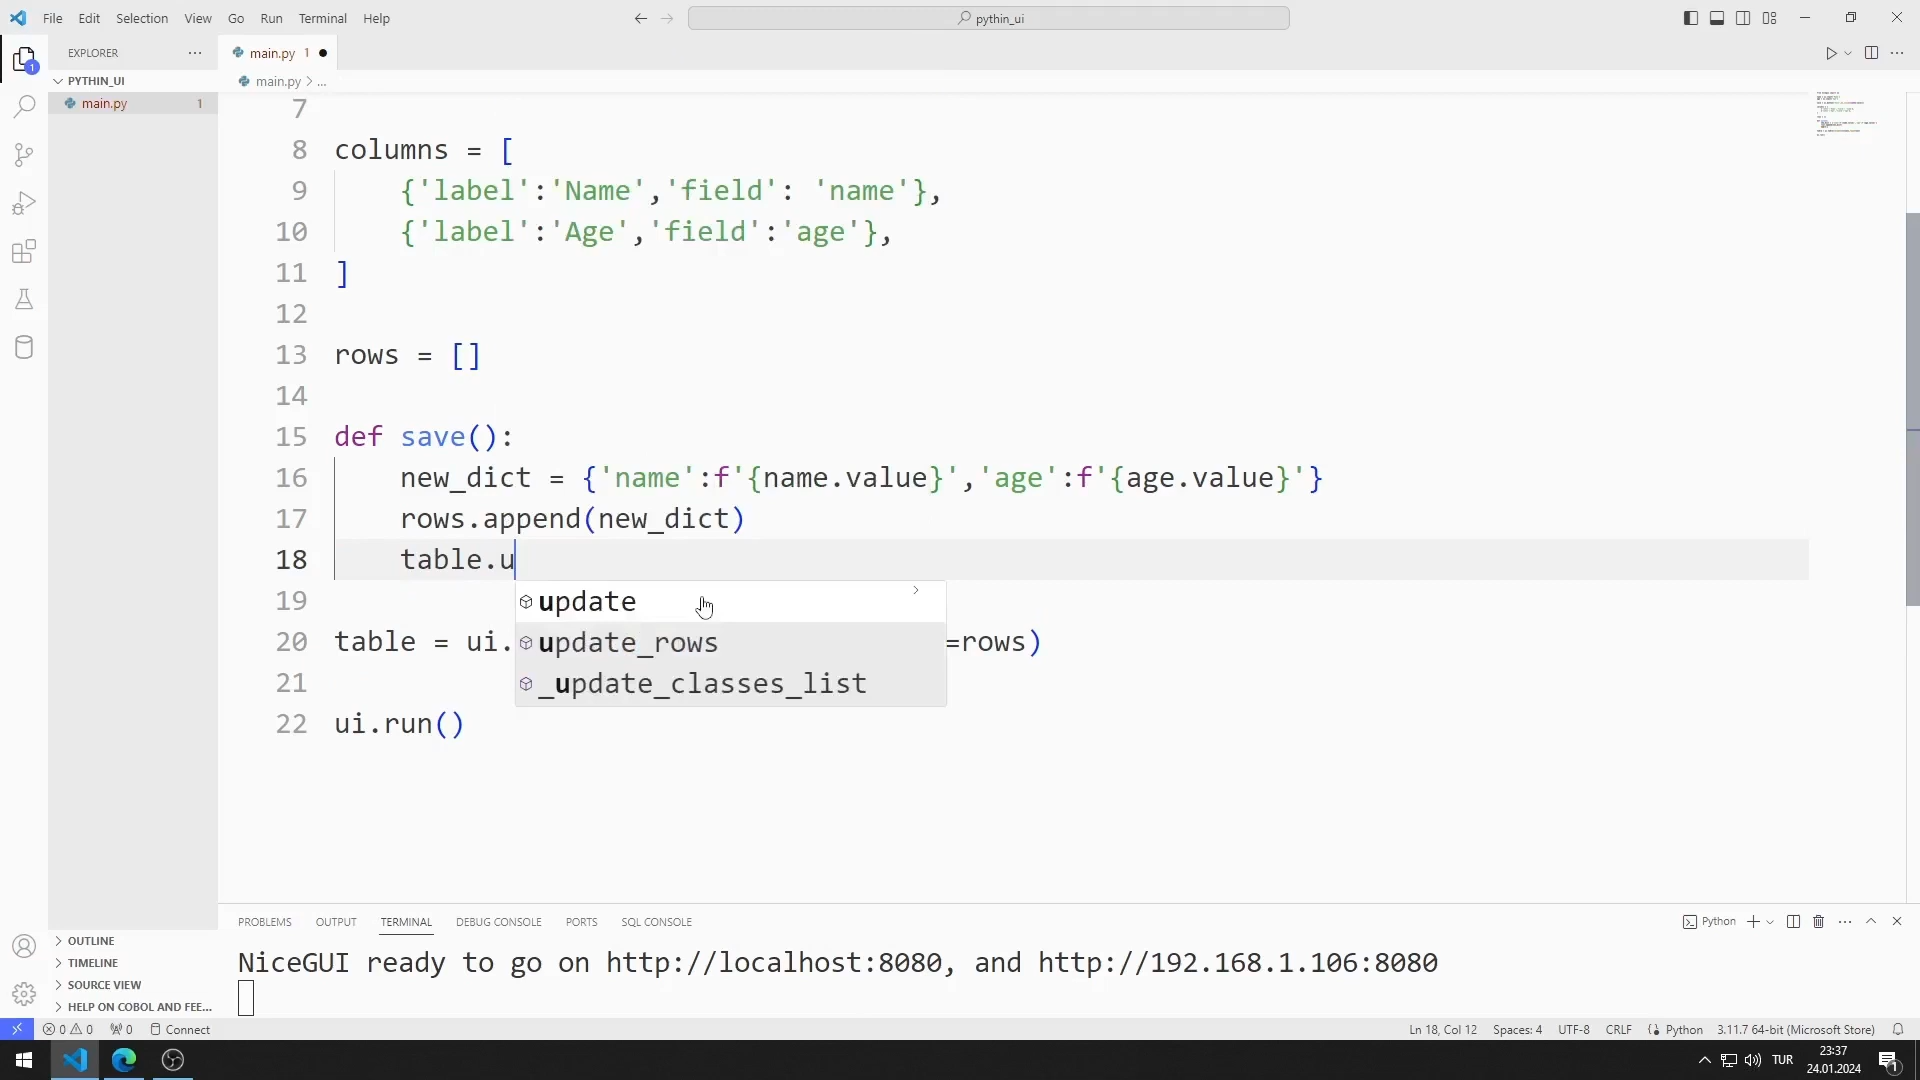 File Edit Selection View Go Run Terminal Help
pythin_ui
EXPLORER
main.py 1
PYTHIN_UI
main.py > ...
main.py 1
7
8 columns = [
9 {'label':'Name','field': 'name'},
10 {'label':'Age','field':'age'},
11 ]
12
13 rows = []
14
15 def save():
16 new_dict = {'name':f'{name.value}','age':f'{age.value}'}
17 rows.append(new_dict)
18 table.u
19
update
20 table = ui. =rows)
update_rows
21
_update_classes_list
22 ui.run()
PROBLEMS OUTPUT TERMINAL DEBUG CONSOLE PORTS SQL CONSOLE
Python
OUTLINE
TIMELINE
SOURCE VIEW
HELP ON COBOL AND FEE...
NiceGUI ready to go on http://localhost:8080, and http://192.168.1.106:8080
0 0 0 Connect
Ln 18, Col 12 Spaces: 4 UTF-8 CRLF Python 3.11.7 64-bit (Microsoft Store)
TUR
23:37
24.01.2024
1